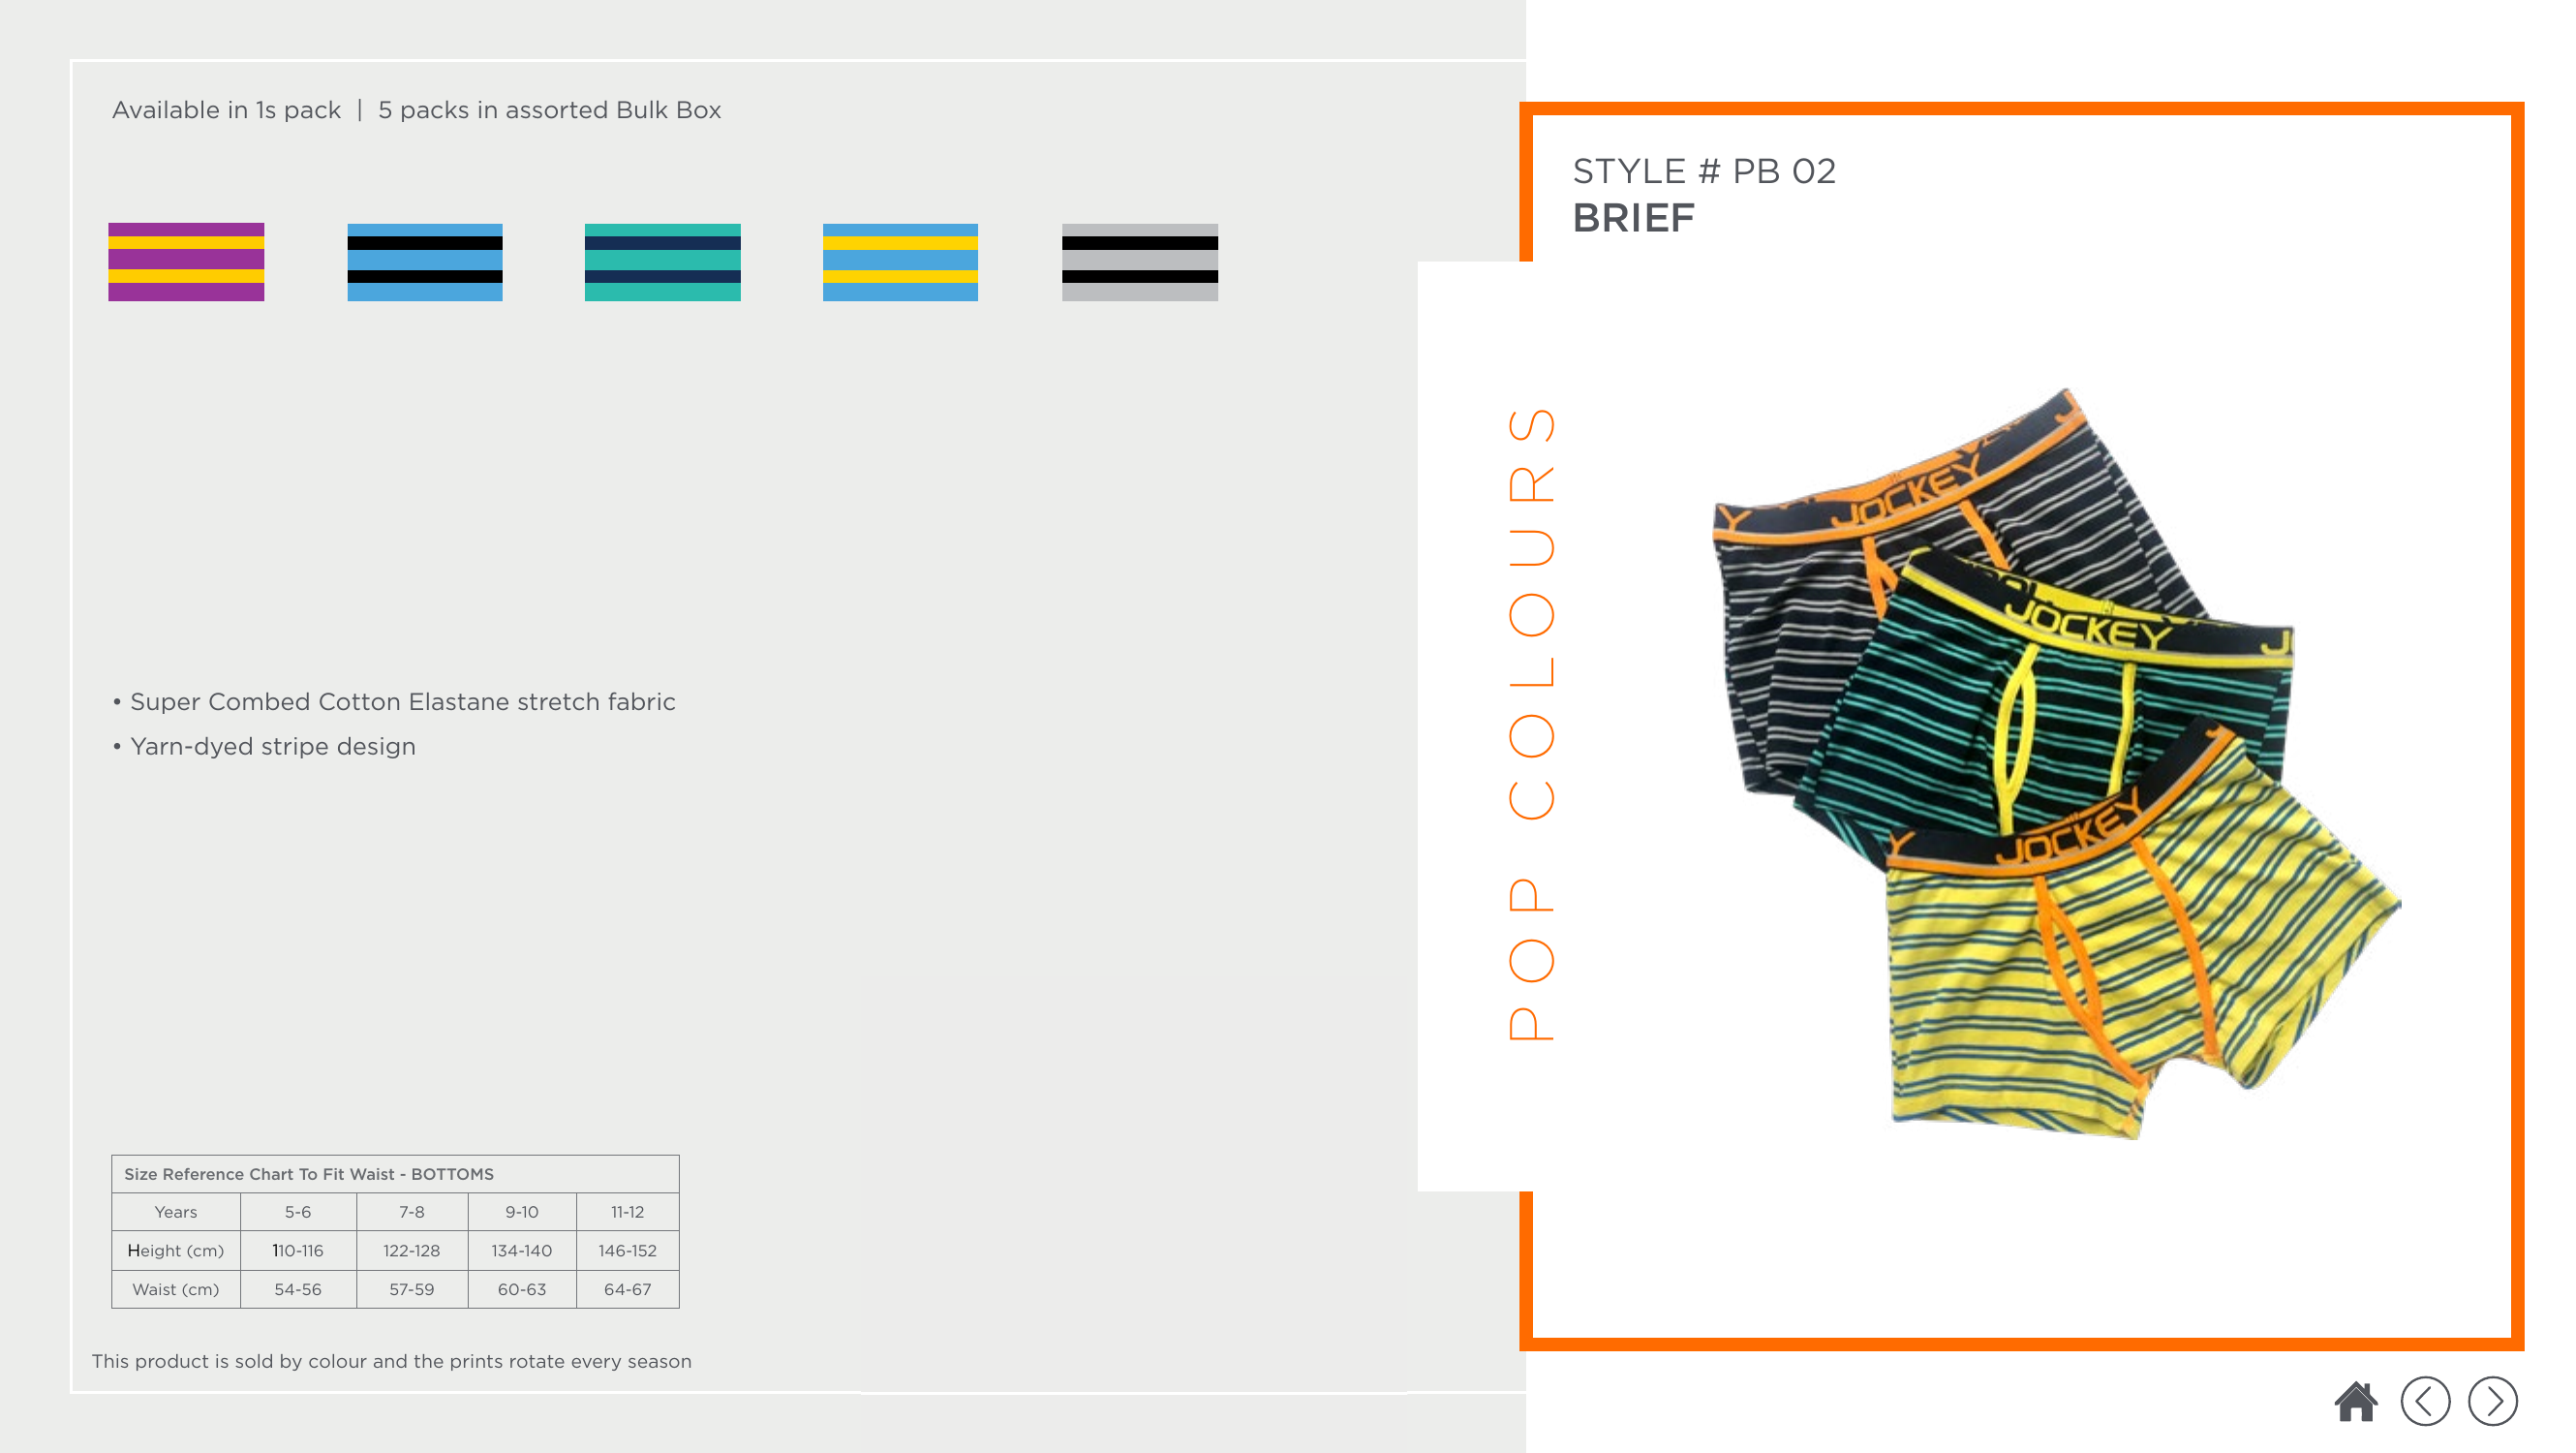 Available in 1s pack | 5 packs in assorted Bulk Box
• Super Combed Cotton Elastane stretch fabric
• Yarn-dyed stripe design
Size Reference Chart To Fit Waist - BOTTOMS
Years 5-6 7-8 9-10 11-12
Height (cm) 110-116 122-128 134-140 146-152
Waist (cm) 54-56 57-59 60-63 64-67
This product is sold by colour and the prints rotate every season
STYLE # PB 02
BRIEF
POP COLOURS
Y JOCKEY J
JOCKEY J
Y JOCKEY J